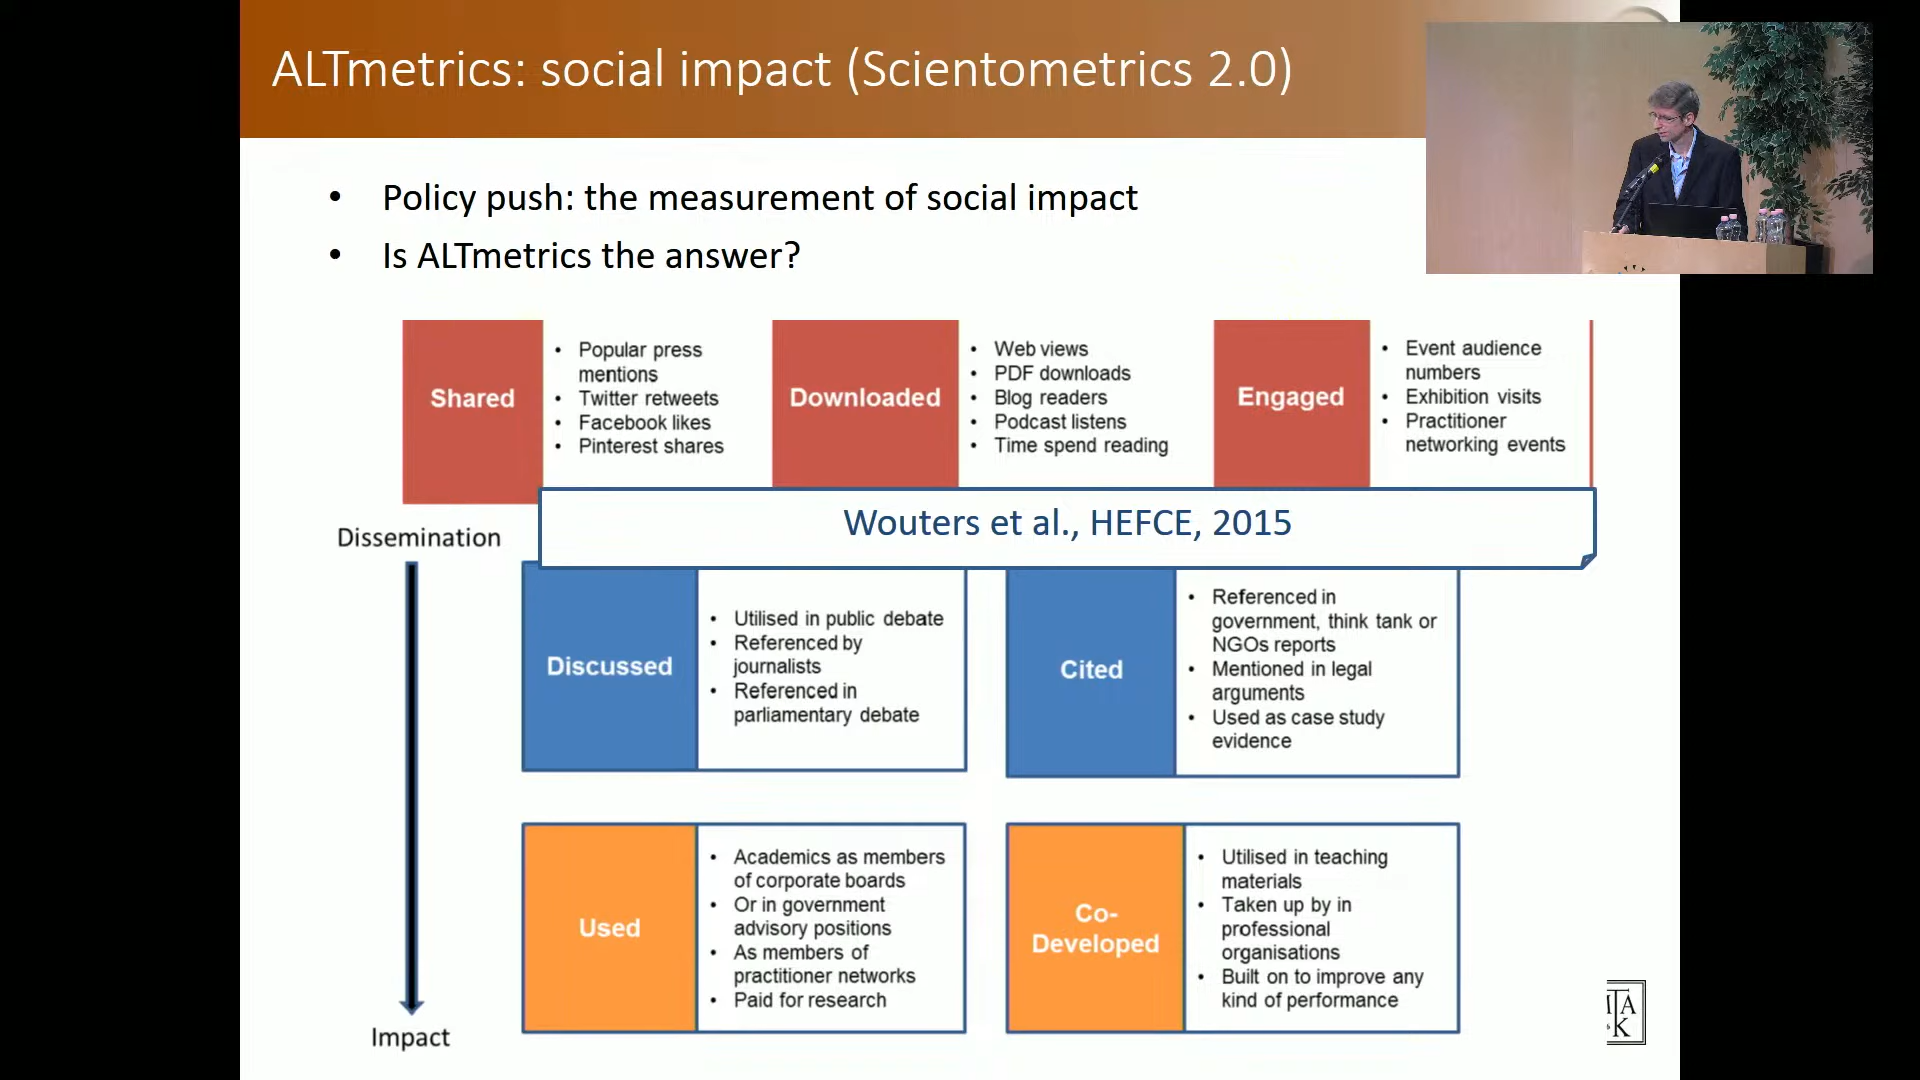 ALTmetrics: social impact (Scientometrics 2.0)
• Policy push: the measurement of social impact
• Is ALTmetrics the answer?
Shared
• Popular press
mentions
• Twitter retweets
• Facebook likes
• Pinterest shares
Downloaded
• Web views
• PDF downloads
• Blog readers
• Podcast listens
• Time spend reading
Engaged
• Event audience
numbers
• Exhibition visits
• Practitioner
networking events
Wouters et al., HEFCE, 2015
Dissemination
Discussed
• Utilised in public debate
• Referenced by
journalists
• Referenced in
parliamentary debate
Cited
• Referenced in
government, think tank or
NGOs reports
• Mentioned in legal
arguments
• Used as case study
evidence
Used
• Academics as members
of corporate boards
• Or in government
advisory positions
• As members of
practitioner networks
• Paid for research
Co-
Developed
• Utilised in teaching
materials
• Taken up by in
professional
organisations
• Built on to improve any
kind of performance
Impact